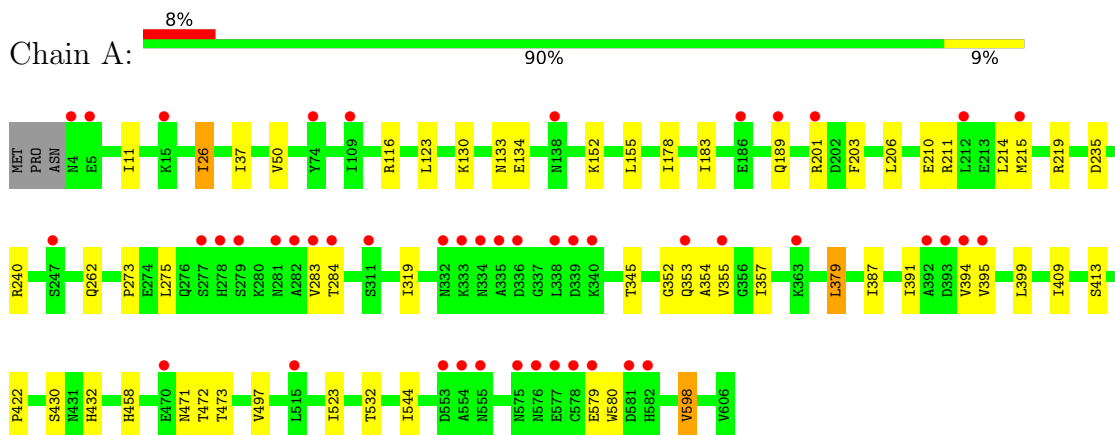 8%
Chain A:
90% 9%
MET PRO ASN N4 E5 I11 K15 I26 I37 V50 Y74 I109 R116 L123 K130 N133 E134 N138 K152 L155 I178 I183 E186 Q189 R201 D202 F203 L206 E210 R211 L212 E213 L214 M215 R219 D235
R240 S247 Q262 P273 E274 L275 Q276 S277 H278 S279 K280 N281 A282 V283 T284 S311 I319 N332 K333 N334 A335 D336 G337 L338 D339 K340 T345 G352 Q353 A354 V355 G356 I357 K363 L379 I387 I391 A392 D393 V394 V395 L399 I409 S413
P422 S430 N431 H432 H458 E470 N471 T472 T473 V497 L515 I523 T532 I544 D553 A554 N555 N575 N576 E577 C578 E579 W580 D581 H582 V598 V606